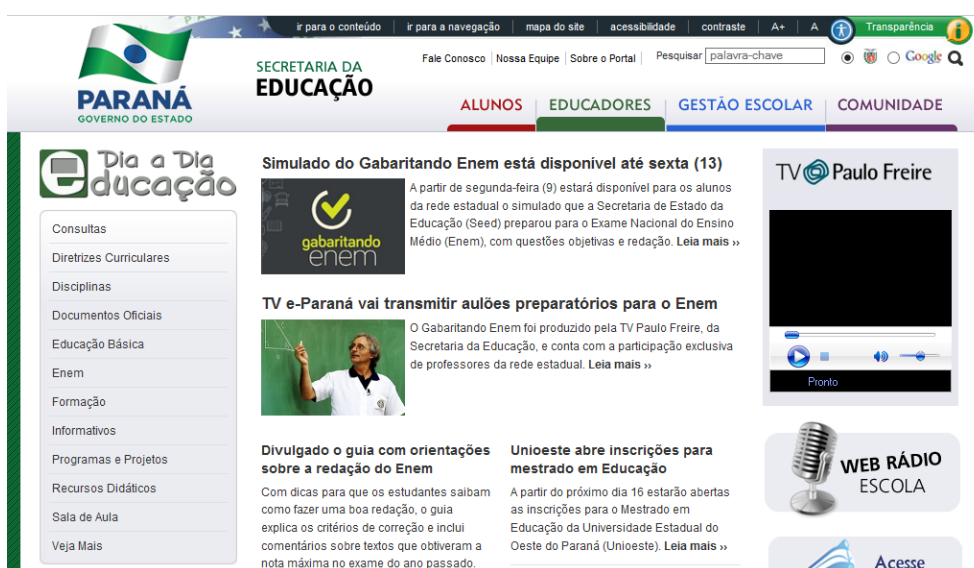 ir para o conteúdo
ir para a navegação
mapa do site
acessibilidade
contraste
A+
A
Transparência
i
PARANÁ
GOVERNO DO ESTADO
SECRETARIA DA
EDUCAÇÃO
Fale Conosco
Nossa Equipe
Sobre o Portal
Pesquisar
palavra-chave
Google
ALUNOS
EDUCADORES
GESTÃO ESCOLAR
COMUNIDADE
Dia a Dia
educação
Consultas
Diretrizes Curriculares
Disciplinas
Documentos Oficiais
Educação Básica
Enem
Formação
Informativos
Programas e Projetos
Recursos Didáticos
Sala de Aula
Veja Mais
Simulado do Gabaritando Enem está disponível até sexta (13)
gabaritando
enem
A partir de segunda-feira (9) estará disponível para os alunos
da rede estadual o simulado que a Secretaria de Estado da
Educação (Seed) preparou para o Exame Nacional do Ensino
Médio (Enem), com questões objetivas e redação. Leia mais ››
TV e-Paraná vai transmitir aulões preparatórios para o Enem
O Gabaritando Enem foi produzido pela TV Paulo Freire, da
Secretaria da Educação, e conta com a participação exclusiva
de professores da rede estadual. Leia mais ››
Divulgado o guia com orientações
sobre a redação do Enem
Com dicas para que os estudantes saibam
como fazer uma boa redação, o guia
explica os critérios de correção e inclui
comentários sobre textos que obtiveram a
nota máxima no exame do ano passado.
Unioeste abre inscrições para
mestrado em Educação
A partir do próximo dia 16 estarão abertas
as inscrições para o Mestrado em
Educação da Universidade Estadual do
Oeste do Paraná (Unioeste). Leia mais ››
TV Paulo Freire
Pronto
WEB RÁDIO
ESCOLA
Acesse